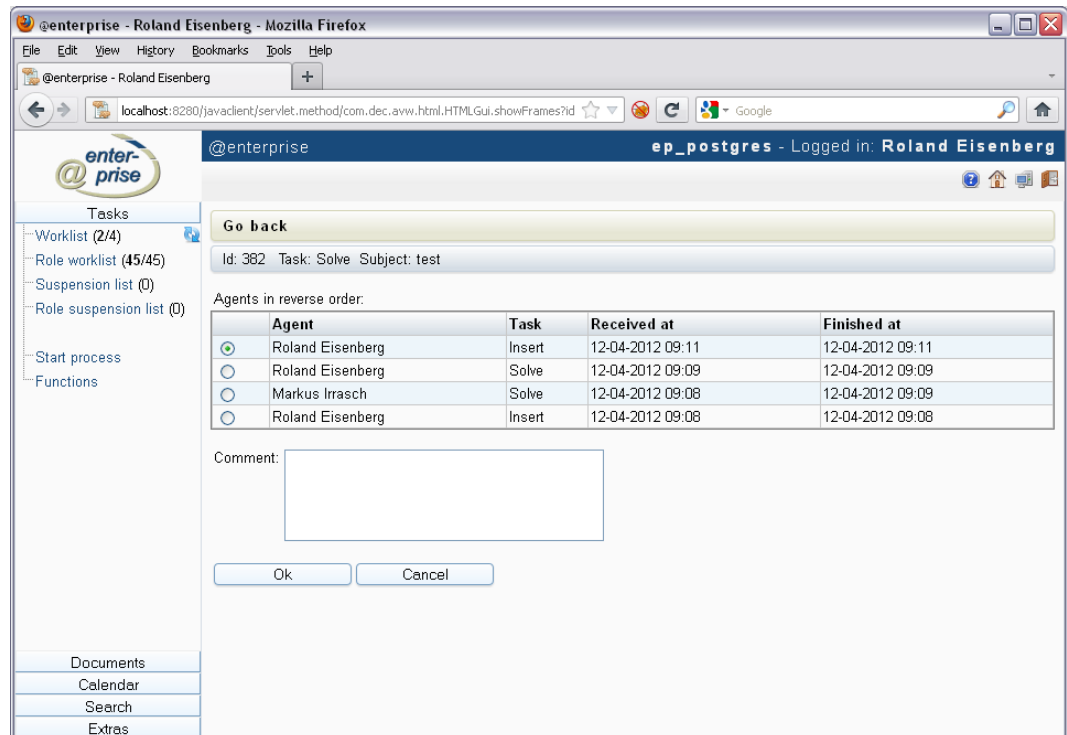 @enterprise - Roland Eisenberg - Mozilla Firefox
File Edit View History Bookmarks Tools Help
@enterprise - Roland Eisenberg +
localhost:8280/javaclient/servlet.method/com.dec.avw.html.HTMLGui.showFrames?id Google
enter-
@ prise
@enterprise ep_postgres - Logged in: Roland Eisenberg
Tasks
Worklist (2/4)
Role worklist (45/45)
Suspension list (0)
Role suspension list (0)
Start process
Functions
Go back
Id: 382 Task: Solve Subject: test
Agents in reverse order:
Agent Task Received at Finished at
Roland Eisenberg Insert 12-04-2012 09:11 12-04-2012 09:11
Roland Eisenberg Solve 12-04-2012 09:09 12-04-2012 09:09
Markus Irrasch Solve 12-04-2012 09:08 12-04-2012 09:09
Roland Eisenberg Insert 12-04-2012 09:08 12-04-2012 09:08
Comment:
Ok Cancel
Documents
Calendar
Search
Extras